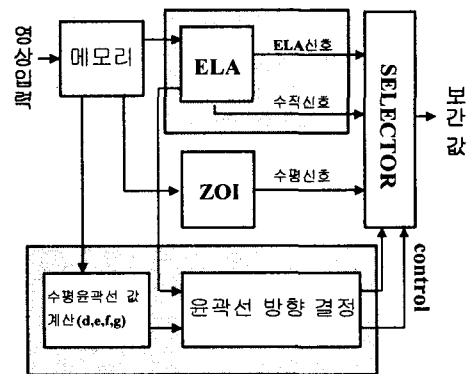 영상입력
메모리
ELA
ELA신호
수직신호
SELECTOR
보간 값
ZOI
수평신호
수평윤곽선 값
계산(d,e,f,g)
윤곽선 방향 결정
control